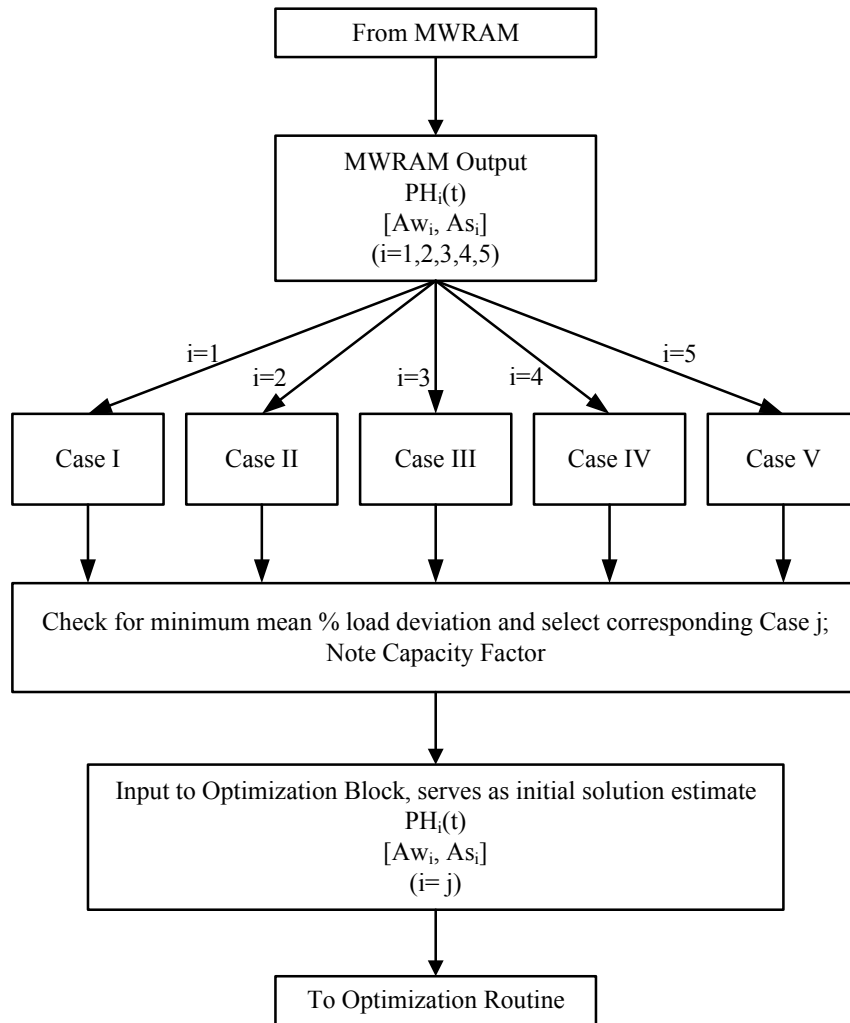 From MWRAM
MWRAM Output
PHᵢ(t)
[Awᵢ, Asᵢ]
(i=1,2,3,4,5)
i=1
i=2
i=3
i=4
i=5
Case I
Case II
Case III
Case IV
Case V
Check for minimum mean % load deviation and select corresponding Case j;
Note Capacity Factor
Input to Optimization Block, serves as initial solution estimate
PHᵢ(t)
[Awᵢ, Asᵢ]
(i= j)
To Optimization Routine